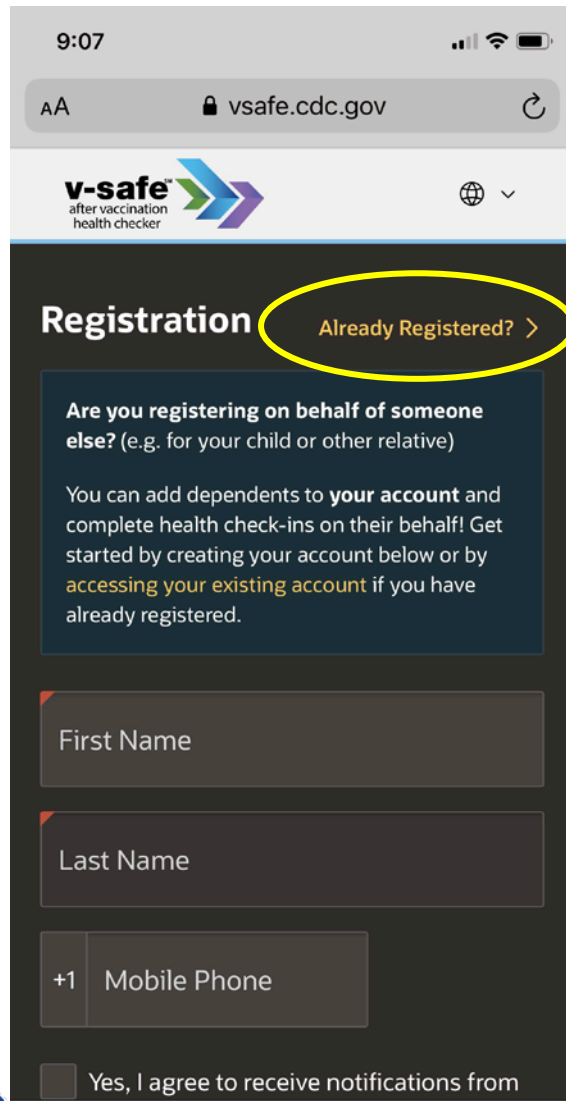 9:07
AA vsafe.cdc.gov
v-safe℠
after vaccination
health checker
Registration Already Registered? >
Are you registering on behalf of someone
else? (e.g. for your child or other relative)
You can add dependents to your account and
complete health check-ins on their behalf! Get
started by creating your account below or by
accessing your existing account if you have
already registered.
First Name
Last Name
+1 Mobile Phone
Yes, I agree to receive notifications from